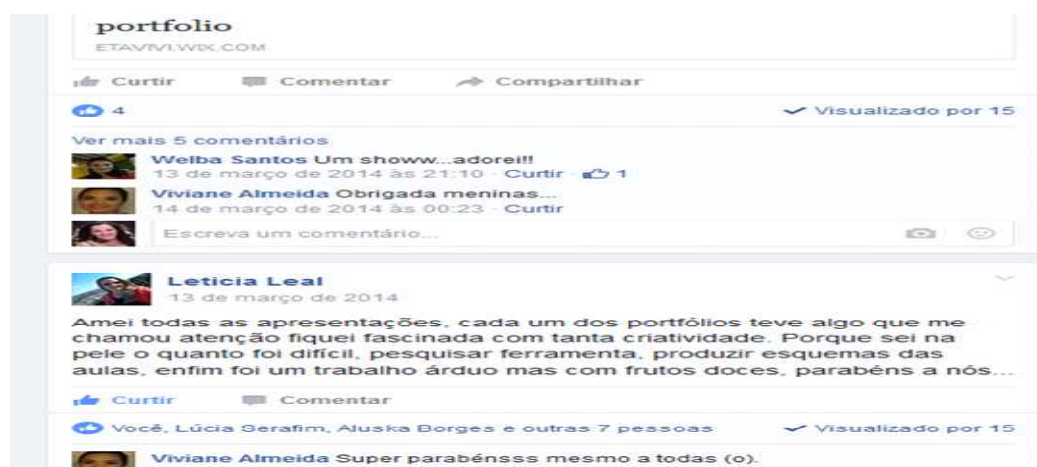 portfolio
ETAVIVI.WIX.COM
Curtir Comentar Compartilhar
4 Visualizado por 15
Ver mais 5 comentários
Welba Santos Um showw...adorei!!
13 de março de 2014 às 21:10 · Curtir · 1
Viviane Almeida Obrigada meninas...
14 de março de 2014 às 00:23 · Curtir
Escreva um comentário...
Leticia Leal
13 de março de 2014
Amei todas as apresentações, cada um dos portfólios teve algo que me
chamou atenção fiquei fascinada com tanta criatividade. Porque sei na
pele o quanto foi difícil, pesquisar ferramenta, produzir esquemas das
aulas, enfim foi um trabalho árduo mas com frutos doces, parabéns a nós...
Curtir Comentar
Você, Lúcia Serafim, Aluska Borges e outras 7 pessoas Visualizado por 15
Viviane Almeida Super parabénsss mesmo a todas (o).